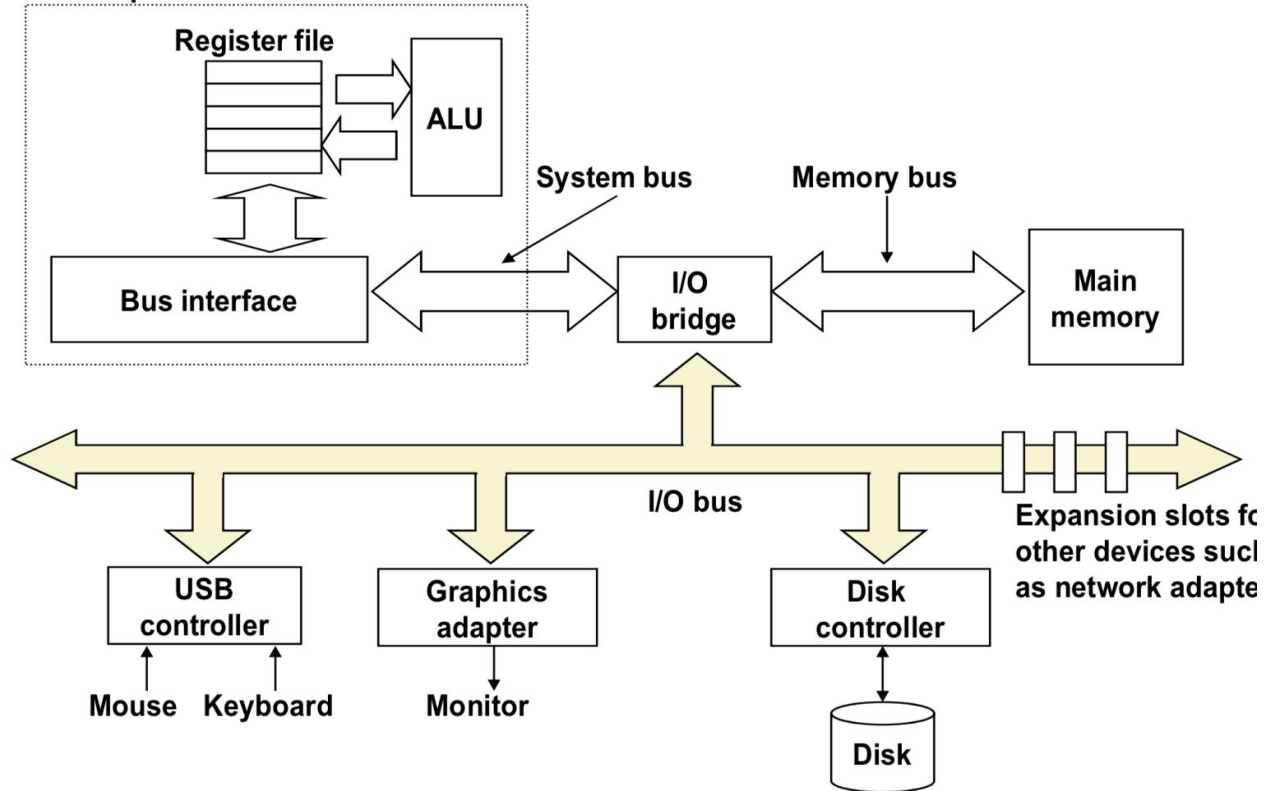 Register file
ALU
System bus
Memory bus
Bus interface
I/O
bridge
Main
memory
I/O bus
Expansion slots fo
other devices such
as network adapte
USB
controller
Graphics
adapter
Disk
controller
Mouse
Keyboard
Monitor
Disk